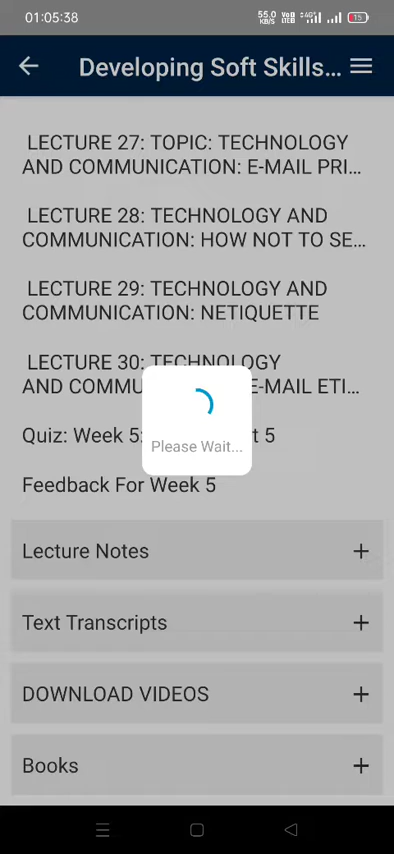 01:05:38
55.0
KB/S
VoD
LTE
4G+
15
Developing Soft Skills...
LECTURE 27: TOPIC: TECHNOLOGY
AND COMMUNICATION: E-MAIL PRI...
LECTURE 28: TECHNOLOGY AND
COMMUNICATION: HOW NOT TO SE...
LECTURE 29: TECHNOLOGY AND
COMMUNICATION: NETIQUETTE
LECTURE 30: TECHNOLOGY
AND COMMU E-MAIL ETI...
Please Wait...
Quiz: Week 5: t 5
Feedback For Week 5
Lecture Notes
Text Transcripts
DOWNLOAD VIDEOS
Books